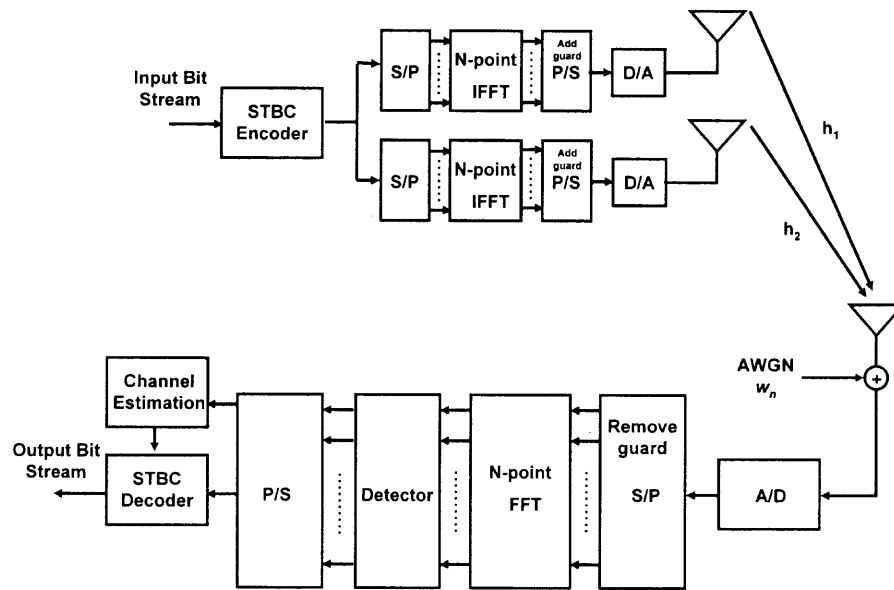 Input Bit
Stream
STBC
Encoder
S/P
N-point
IFFT
Add
guard
P/S
D/A
S/P
N-point
IFFT
Add
guard
P/S
D/A
h1
h2
AWGN
wn
+
A/D
Remove
guard
S/P
N-point
FFT
Detector
P/S
Channel
Estimation
STBC
Decoder
Output Bit
Stream